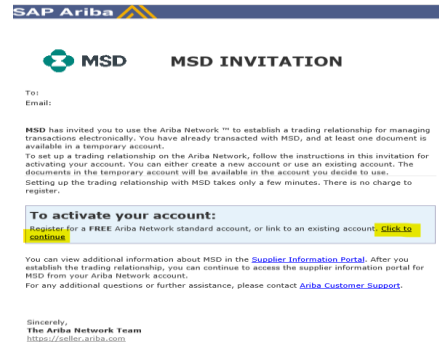 SAP Ariba
MSD
MSD INVITATION
To:
Email:
MSD has invited you to use the Ariba Network ™ to establish a trading relationship for managing
transactions electronically. You have already transacted with MSD, and at least one document is
available in a temporary account.
To set up a trading relationship on the Ariba Network, follow the instructions in this invitation for
activating your account. You can either create a new account or use an existing account. The
documents in the temporary account will be available in the account you decide to use.
Setting up the trading relationship with MSD takes only a few minutes. There is no charge to
register.
To activate your account:
Register for a FREE Ariba Network standard account, or link to an existing account. Click to
continue
You can view additional information about MSD in the Supplier Information Portal. After you
establish the trading relationship, you can continue to access the supplier information portal for
MSD from your Ariba Network account.
For any additional questions or further assistance, please contact Ariba Customer Support.
Sincerely,
The Ariba Network Team
https://seller.ariba.com